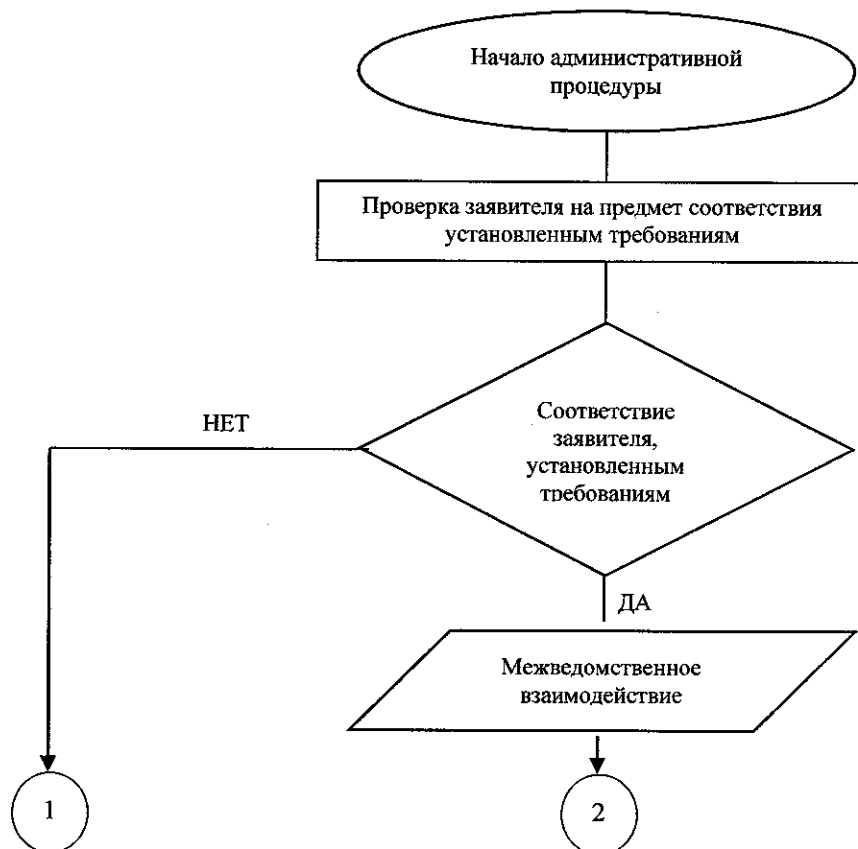 Начало административной
процедуры
Проверка заявителя на предмет соответствия
установленным требованиям
Соответствие
заявителя,
установленным
требованиям
НЕТ
ДА
Межведомственное
взаимодействие
1
2